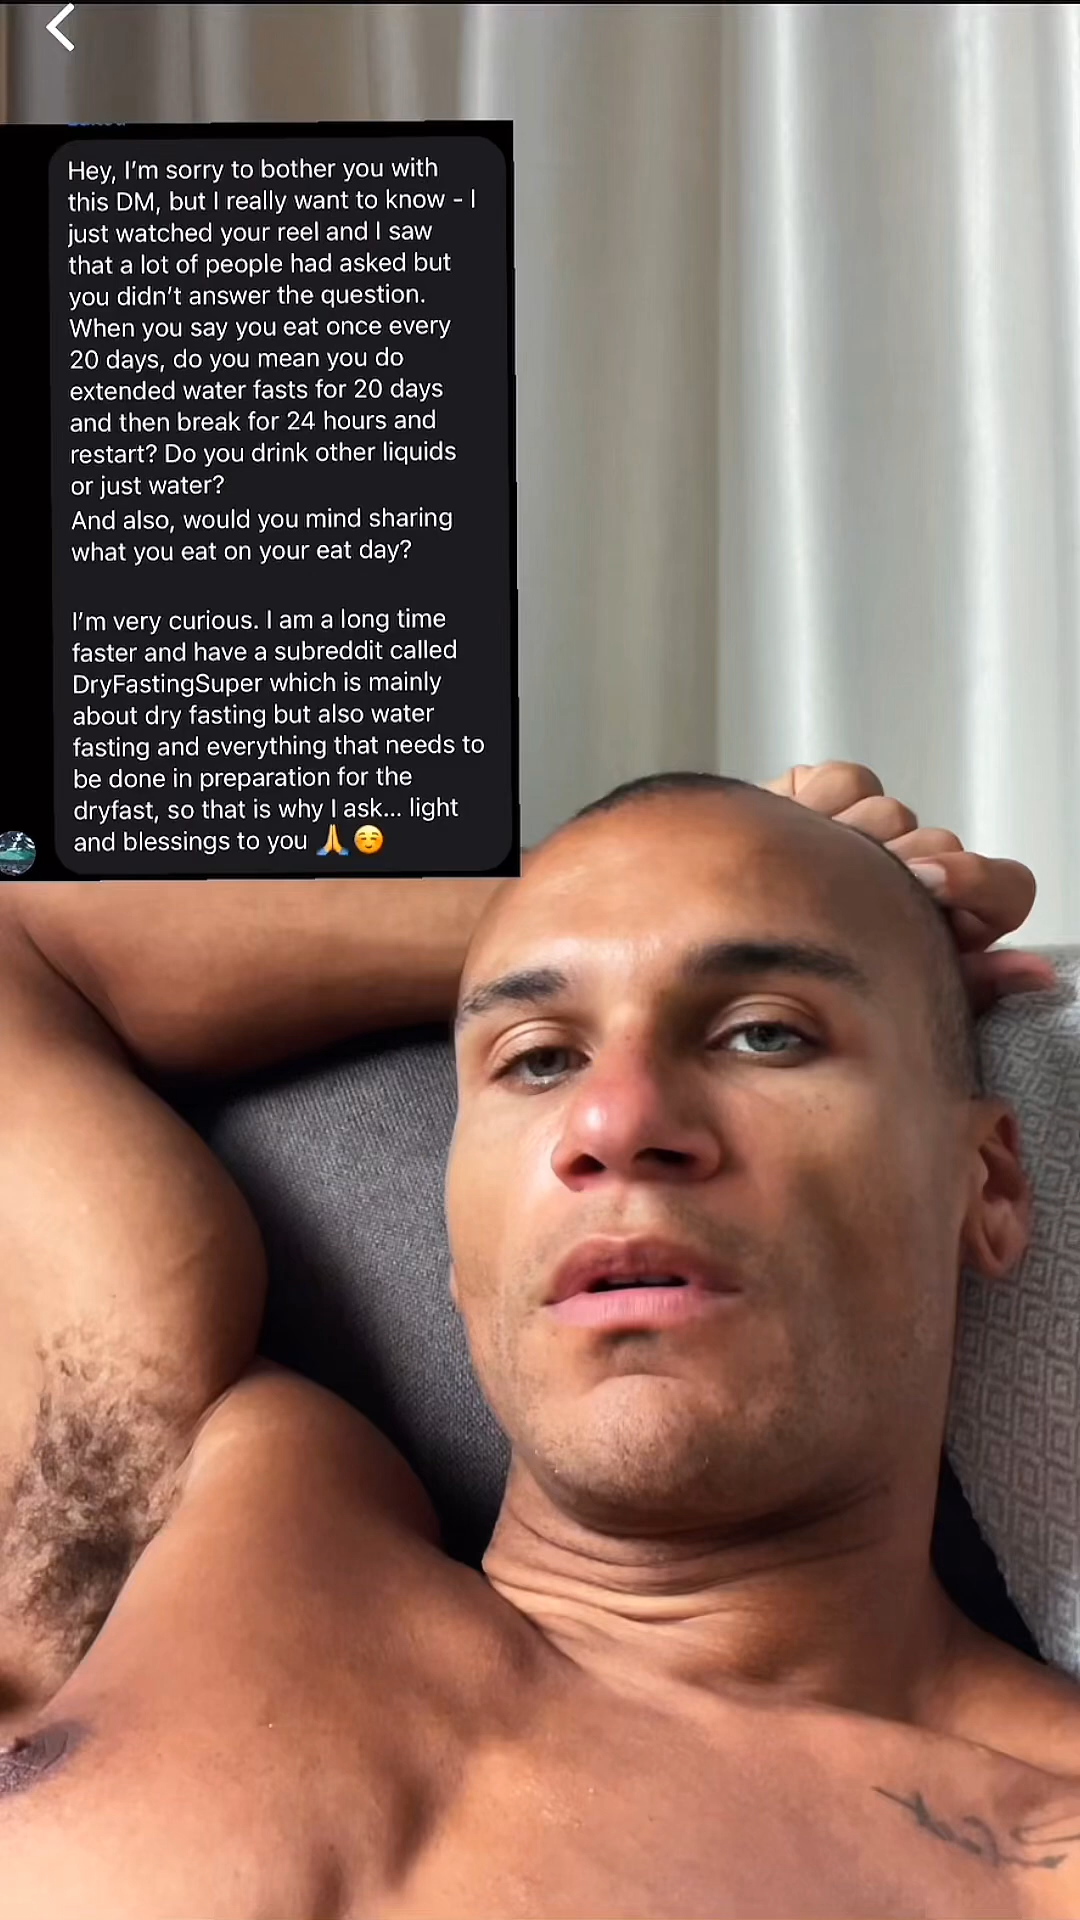 Hey, I'm sorry to bother you with
this DM, but I really want to know - I
just watched your reel and I saw
that a lot of people had asked but
you didn't answer the question.
When you say you eat once every
20 days, do you mean you do
extended water fasts for 20 days
and then break for 24 hours and
restart? Do you drink other liquids
or just water?
And also, would you mind sharing
what you eat on your eat day?
I'm very curious. I am a long time
faster and have a subreddit called
DryFastingSuper which is mainly
about dry fasting but also water
fasting and everything that needs to
be done in preparation for the
dryfast, so that is why I ask... light
and blessings to you 🙏☺️